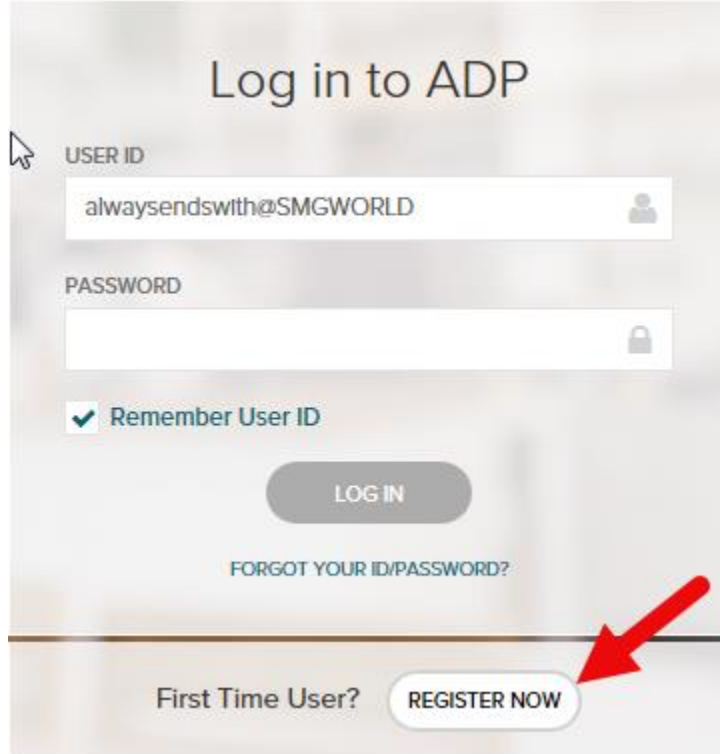 Log in to ADP
USER ID
alwaysendswith@SMGWORLD
PASSWORD
Remember User ID
LOG IN
FORGOT YOUR ID/PASSWORD?
First Time User? REGISTER NOW